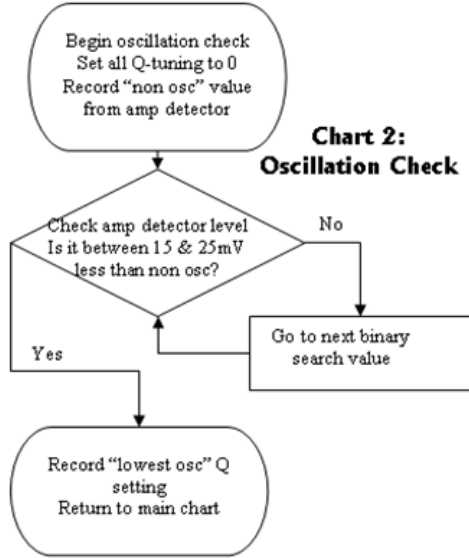 Begin oscillation check
Set all Q-tuning to 0
Record “non osc” value
from amp detector
Chart 2:
Oscillation Check
Check amp detector level
Is it between 15 & 25mV
less than non osc?
No
Go to next binary
search value
Yes
Record “lowest osc” Q
setting
Return to main chart